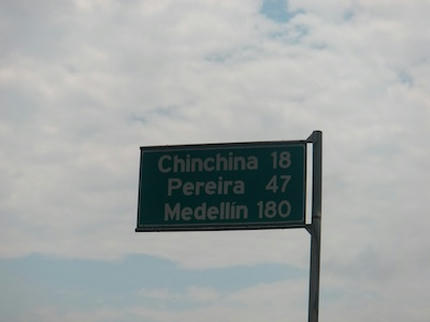 Chinchina 18
Pereira 47
Medellín 180